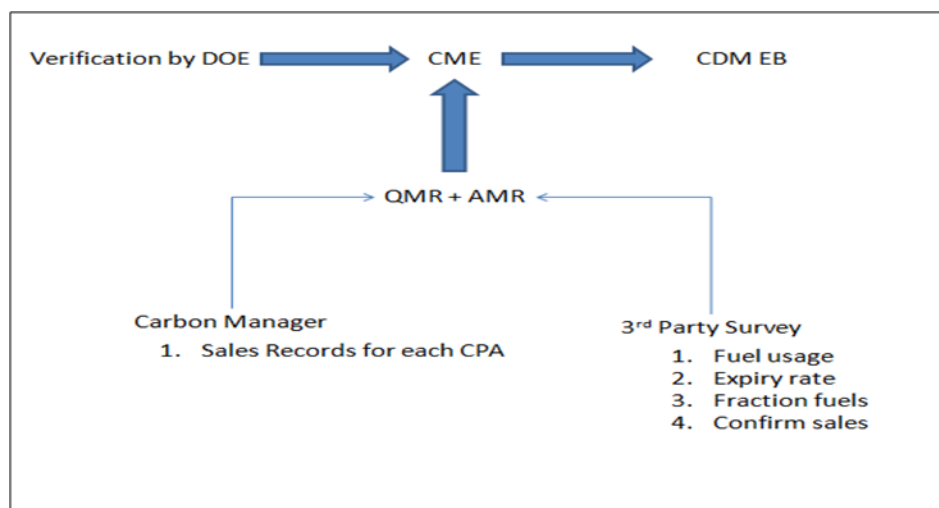 Verification by DOE CME CDM EB
QMR + AMR
Carbon Manager
1. Sales Records for each CPA
3rd Party Survey
1. Fuel usage
2. Expiry rate
3. Fraction fuels
4. Confirm sales